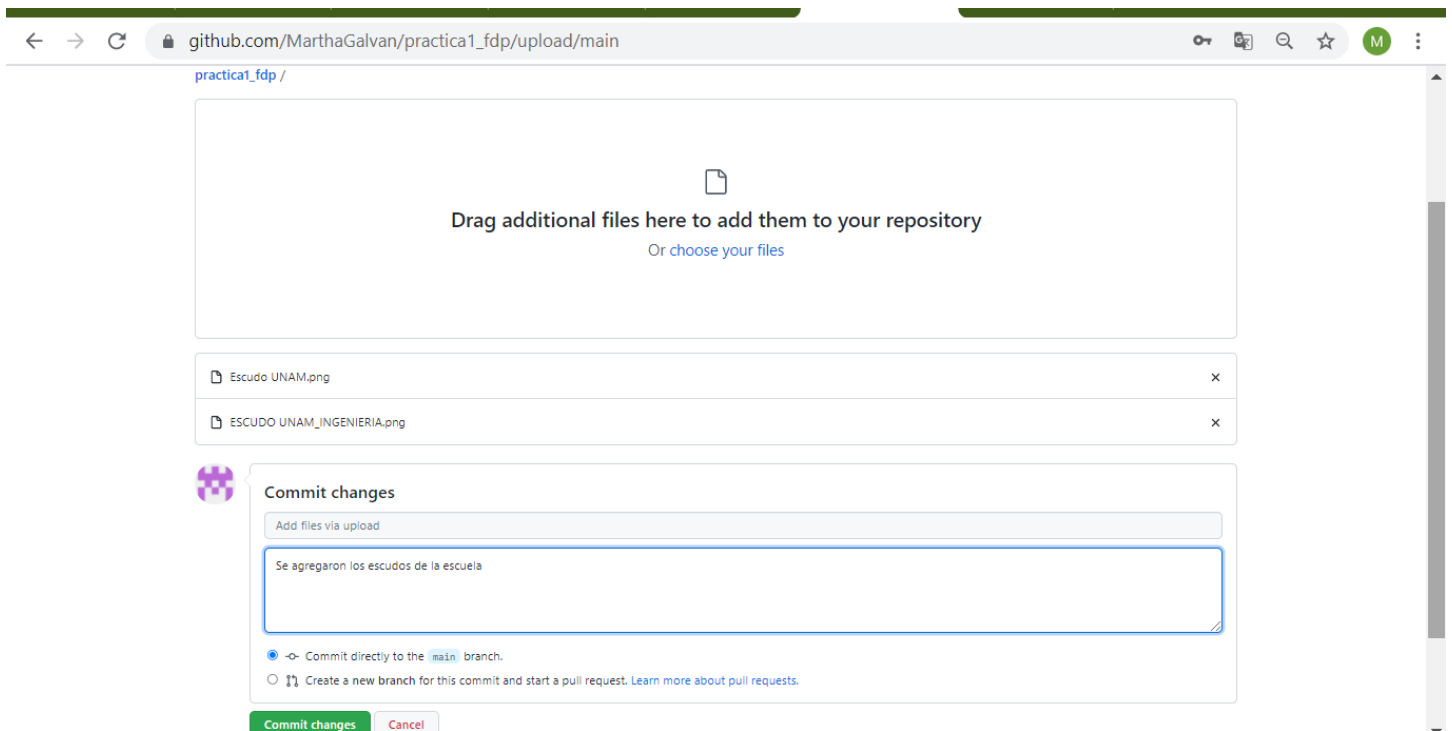 github.com/MarthaGalvan/practica1_fdp/upload/main
M
practica1_fdp /
Drag additional files here to add them to your repository
Or choose your files
Escudo UNAM.png
ESCUDO UNAM_INGENIERIA.png
Commit changes
Add files via upload
Se agregaron los escudos de la escuela
Commit directly to the main branch.
Create a new branch for this commit and start a pull request. Learn more about pull requests.
Commit changes Cancel